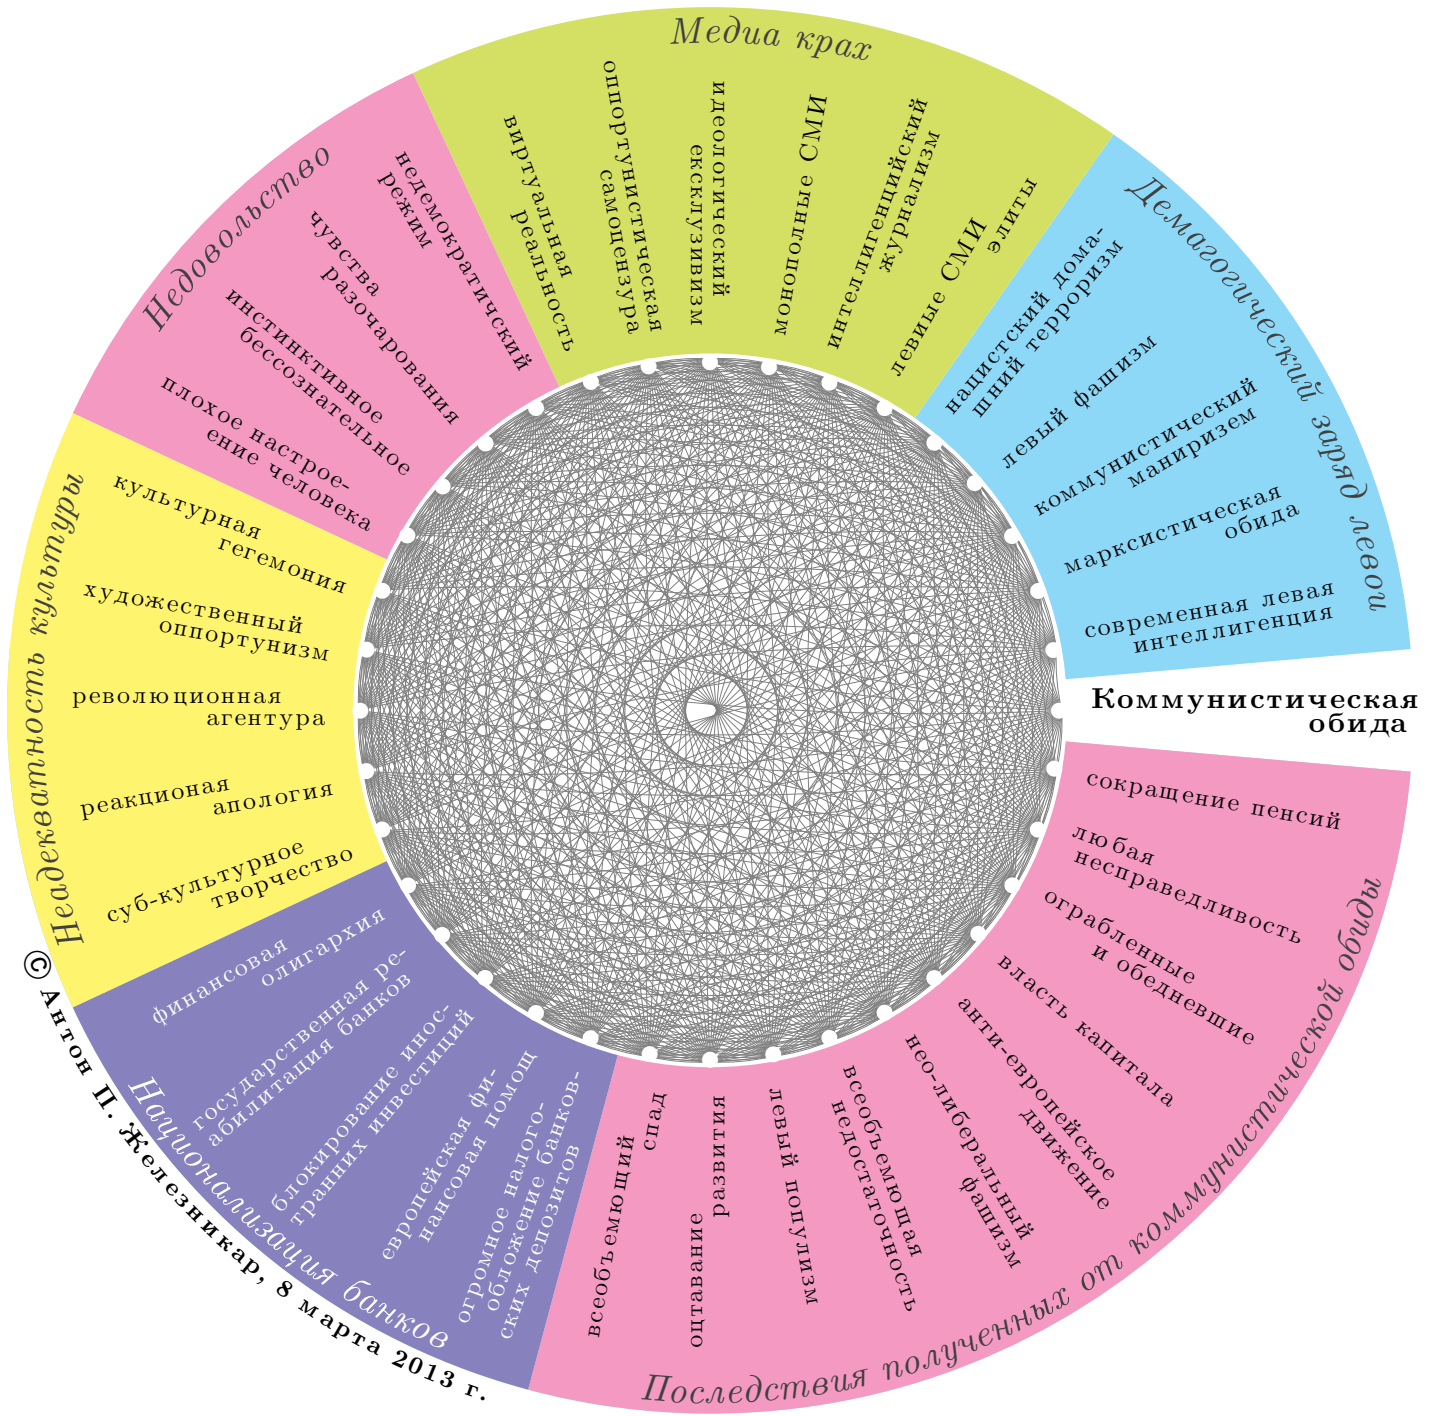 Медиа крах
виртуальная
реальность
оппортунистическая
самоцензура
идеологический
ексклузивизм
монополные СМИ
интеллигенцийский
журнализм
левиые СМИ
элиты
Демагогический заряд левои
нацистский дома-
шний терроризм
левый фашизм
коммунистический
маниризем
марксистическая
обида
современная левая
интеллигенция
Коммунистическая
обида
Последствия полученных от коммунистической обиды
сокращение пенсий
любая
несправедливость
ограбленные
и обедневшие
власть капитала
анти-европейское
движение
нео-либеральный
фашизм
всеобъемющая
недостаточность
левый популизм
оцтавание
развития
всеобъемющий
спад
Национализация банков
огромное налого-
обложение банков-
ских депозитов
европейская фи-
нансовая помощ
блокирование инос-
транних инвестиций
государственная ре-
абилитация банков
финансовая
олигархия
Неадекватность культуры
суб-культурное
творчество
реакционая
апология
революционная
агентура
художественный
оппортунизм
культурная
гегемония
Недовольство
плохое настрое-
ение человека
инстинктивное
бессознательное
чувства
разочарования
недемократичский
режим
© Антон П. Железникар, 8 марта 2013 г.